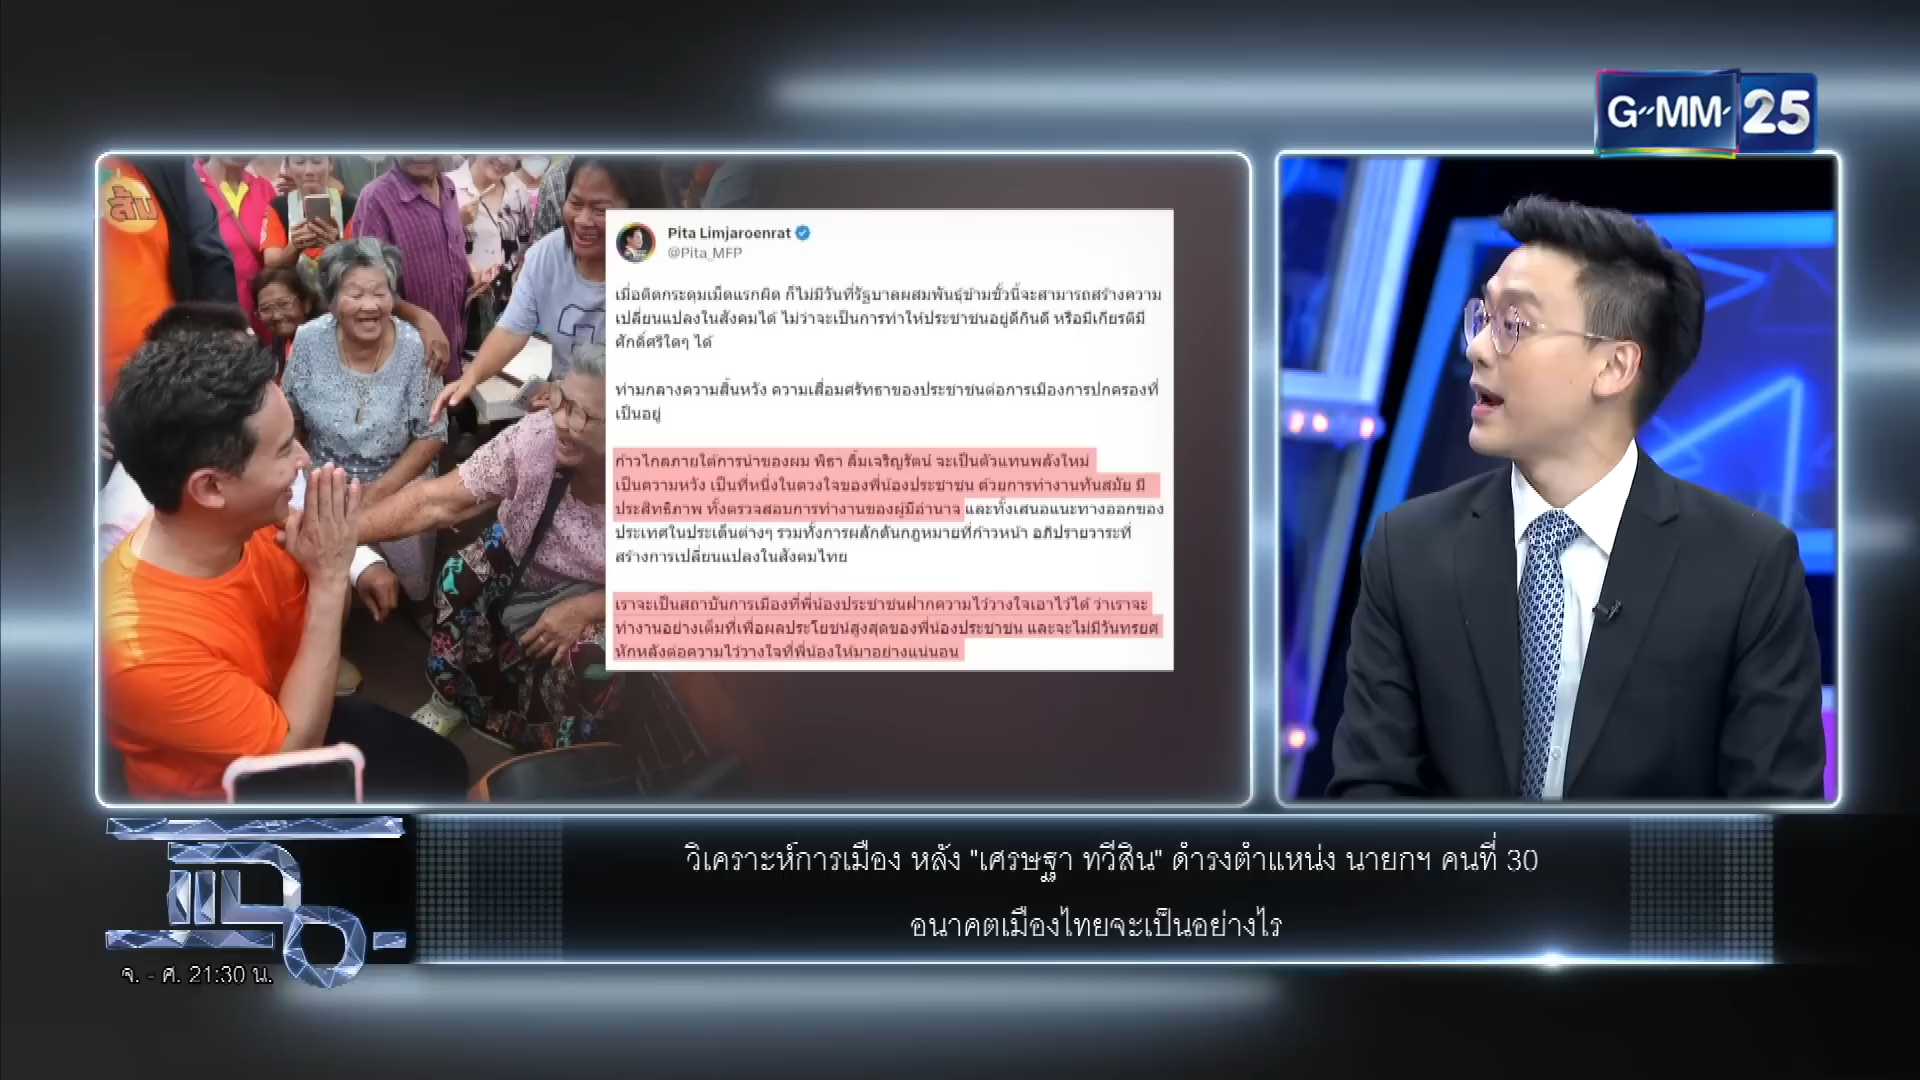 G"MM' 25
ส้ม
Pita Limjaroenrat
@Pita_MFP
เมื่อติดกระดุมเม็ดแรกผิด ก็ไม่มีวันที่รัฐบาลผสมพันธุ์ข้ามขั้วนี้จะสามารถสร้างความ
เปลี่ยนแปลงในสังคมได้ ไม่ว่าจะเป็นการทำให้ประชาชนอยู่ดีกินดี หรือมีเกียรติมี
ศักดิ์ศรีใดๆ ได้
ท่ามกลางความสิ้นหวัง ความเสื่อมศรัทธาของประชาชนต่อการเมืองการปกครองที่
เป็นอยู่
ก้าวไกลภายใต้การนำของผม พิธา ลิ้มเจริญรัตน์ จะเป็นตัวแทนพลังใหม่
เป็นความหวัง เป็นที่หนึ่งในดวงใจของพี่น้องประชาชน ด้วยการทำงานทันสมัย มี
ประสิทธิภาพ ทั้งตรวจสอบการทำงานของผู้มีอำนาจ และทั้งเสนอแนะทางออกของ
ประเทศในประเด็นต่างๆ รวมทั้งการผลักดันกฎหมายที่ก้าวหน้า อภิปรายวาระที่
สร้างการเปลี่ยนแปลงในสังคมไทย
เราจะเป็นสถาบันการเมืองที่พี่น้องประชาชนฝากความไว้วางใจเอาไว้ได้ ว่าเราจะ
ทำงานอย่างเต็มที่เพื่อผลประโยชน์สูงสุดของพี่น้องประชาชน และจะไม่มีวันทรยศ
หักหลังต่อความไว้วางใจที่พี่น้องให้มาอย่างแน่นอน
แฉ
จ. - ศ. 21:30 น.
วิเคราะห์การเมือง หลัง "เศรษฐา ทวีสิน" ดำรงตำแหน่ง นายกฯ คนที่ 30
อนาคตเมืองไทยจะเป็นอย่างไร